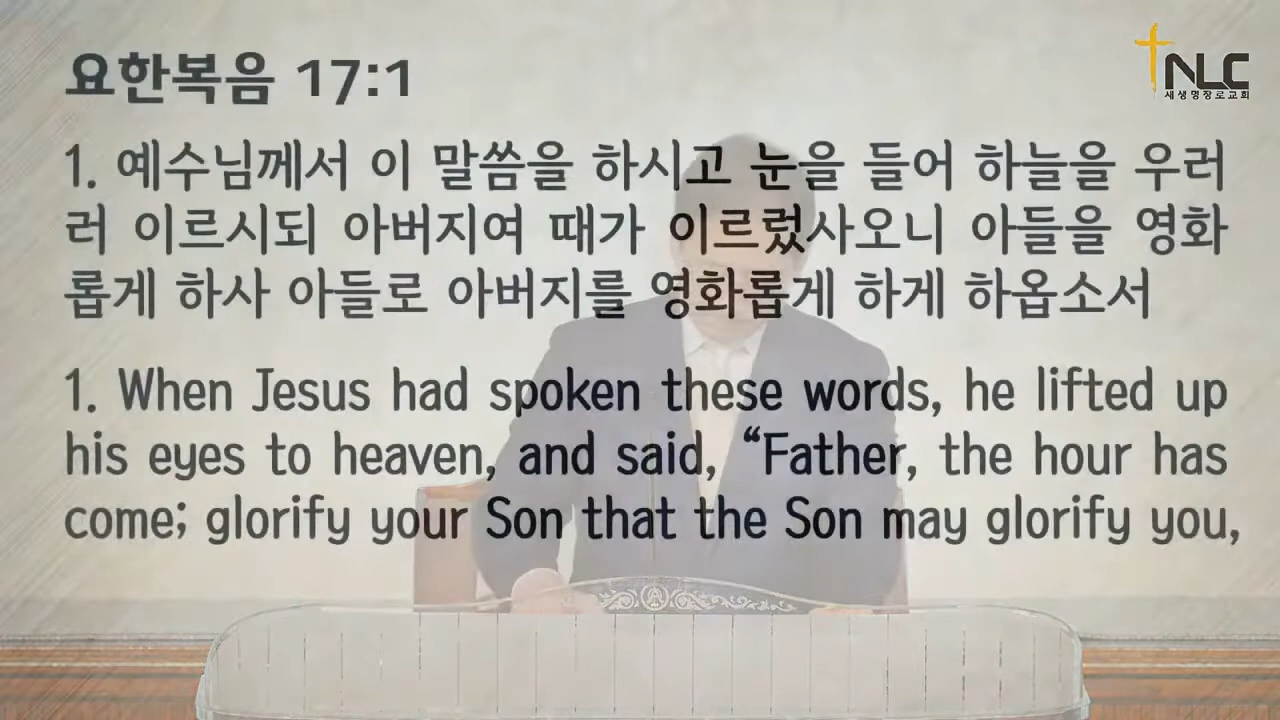 NLC
새생명장로교회
요한복음 17:1
1. 예수님께서 이 말씀을 하시고 눈을 들어 하늘을 우러
러 이르시되 아버지여 때가 이르렀사오니 아들을 영화
롭게 하사 아들로 아버지를 영화롭게 하게 하옵소서
1. When Jesus had spoken these words, he lifted up
his eyes to heaven, and said, “Father, the hour has
come; glorify your Son that the Son may glorify you,